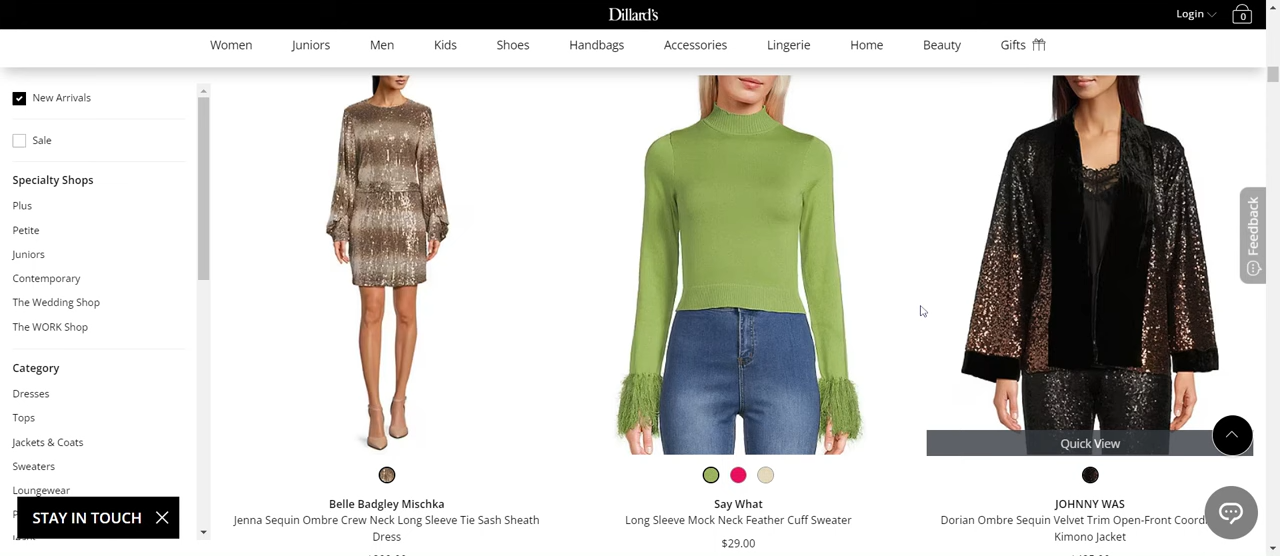 Dillard's
Login
0
Women
Juniors
Men
Kids
Shoes
Handbags
Accessories
Lingerie
Home
Beauty
Gifts
New Arrivals
Sale
Specialty Shops
Plus
Petite
Juniors
Contemporary
The Wedding Shop
The WORK Shop
Category
Dresses
Tops
Jackets & Coats
Sweaters
Loungewear
STAY IN TOUCH
Belle Badgley Mischka
Jenna Sequin Ombre Crew Neck Long Sleeve Tie Sash Sheath
Dress
Say What
Long Sleeve Mock Neck Feather Cuff Sweater
$29.00
Quick View
JOHNNY WAS
Dorian Ombre Sequin Velvet Trim Open-Front
Kimono Jacket
Feedback